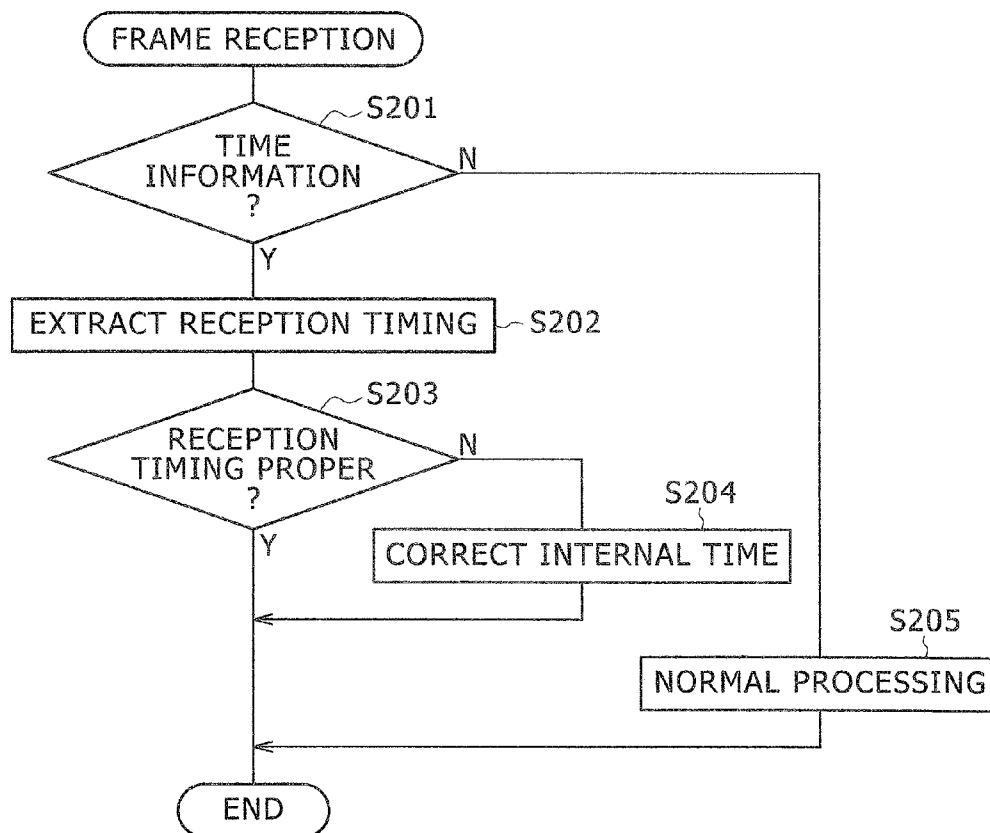 FRAME RECEPTION
S201
TIME
INFORMATION
?
N
Y
EXTRACT RECEPTION TIMING
S202
S203
RECEPTION
TIMING PROPER
?
N
Y
S204
CORRECT INTERNAL TIME
S205
NORMAL PROCESSING
END